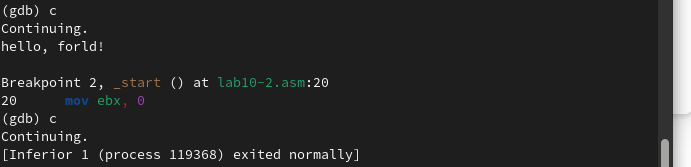 (gdb) c
Continuing.
hello, forld!
Breakpoint 2, _start () at lab10-2.asm:20
20      mov ebx, 0
(gdb) c
Continuing.
[Inferior 1 (process 119368) exited normally]